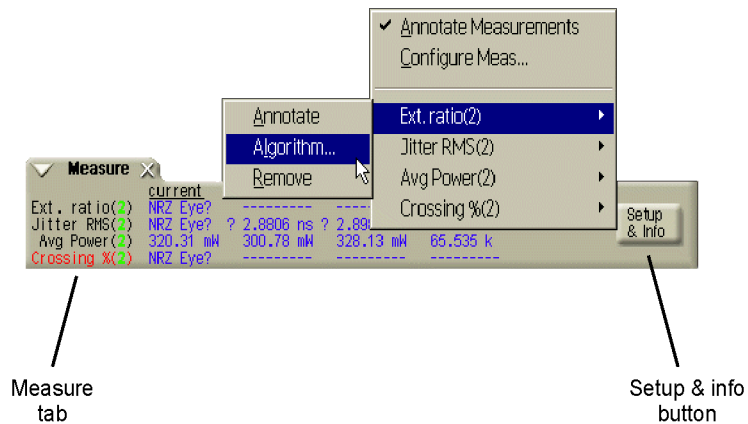 Annotate Measurements
Configure Meas...
Ext. ratio(2)
Jitter RMS(2)
Avg Power(2)
Crossing %(2)
Annotate
Algorithm...
Remove
Measure
current
Ext. ratio(2) NRZ Eye? --------- ----
Jitter RMS(2) NRZ Eye? ? 2.8806 ns ? 2.89
Avg Power(2) 320.31 mW 300.78 mW 328.13 mW 65.535 k
Crossing %(2) NRZ Eye? --------- --------- ---------
Setup
& Info
Measure
tab
Setup & info
button